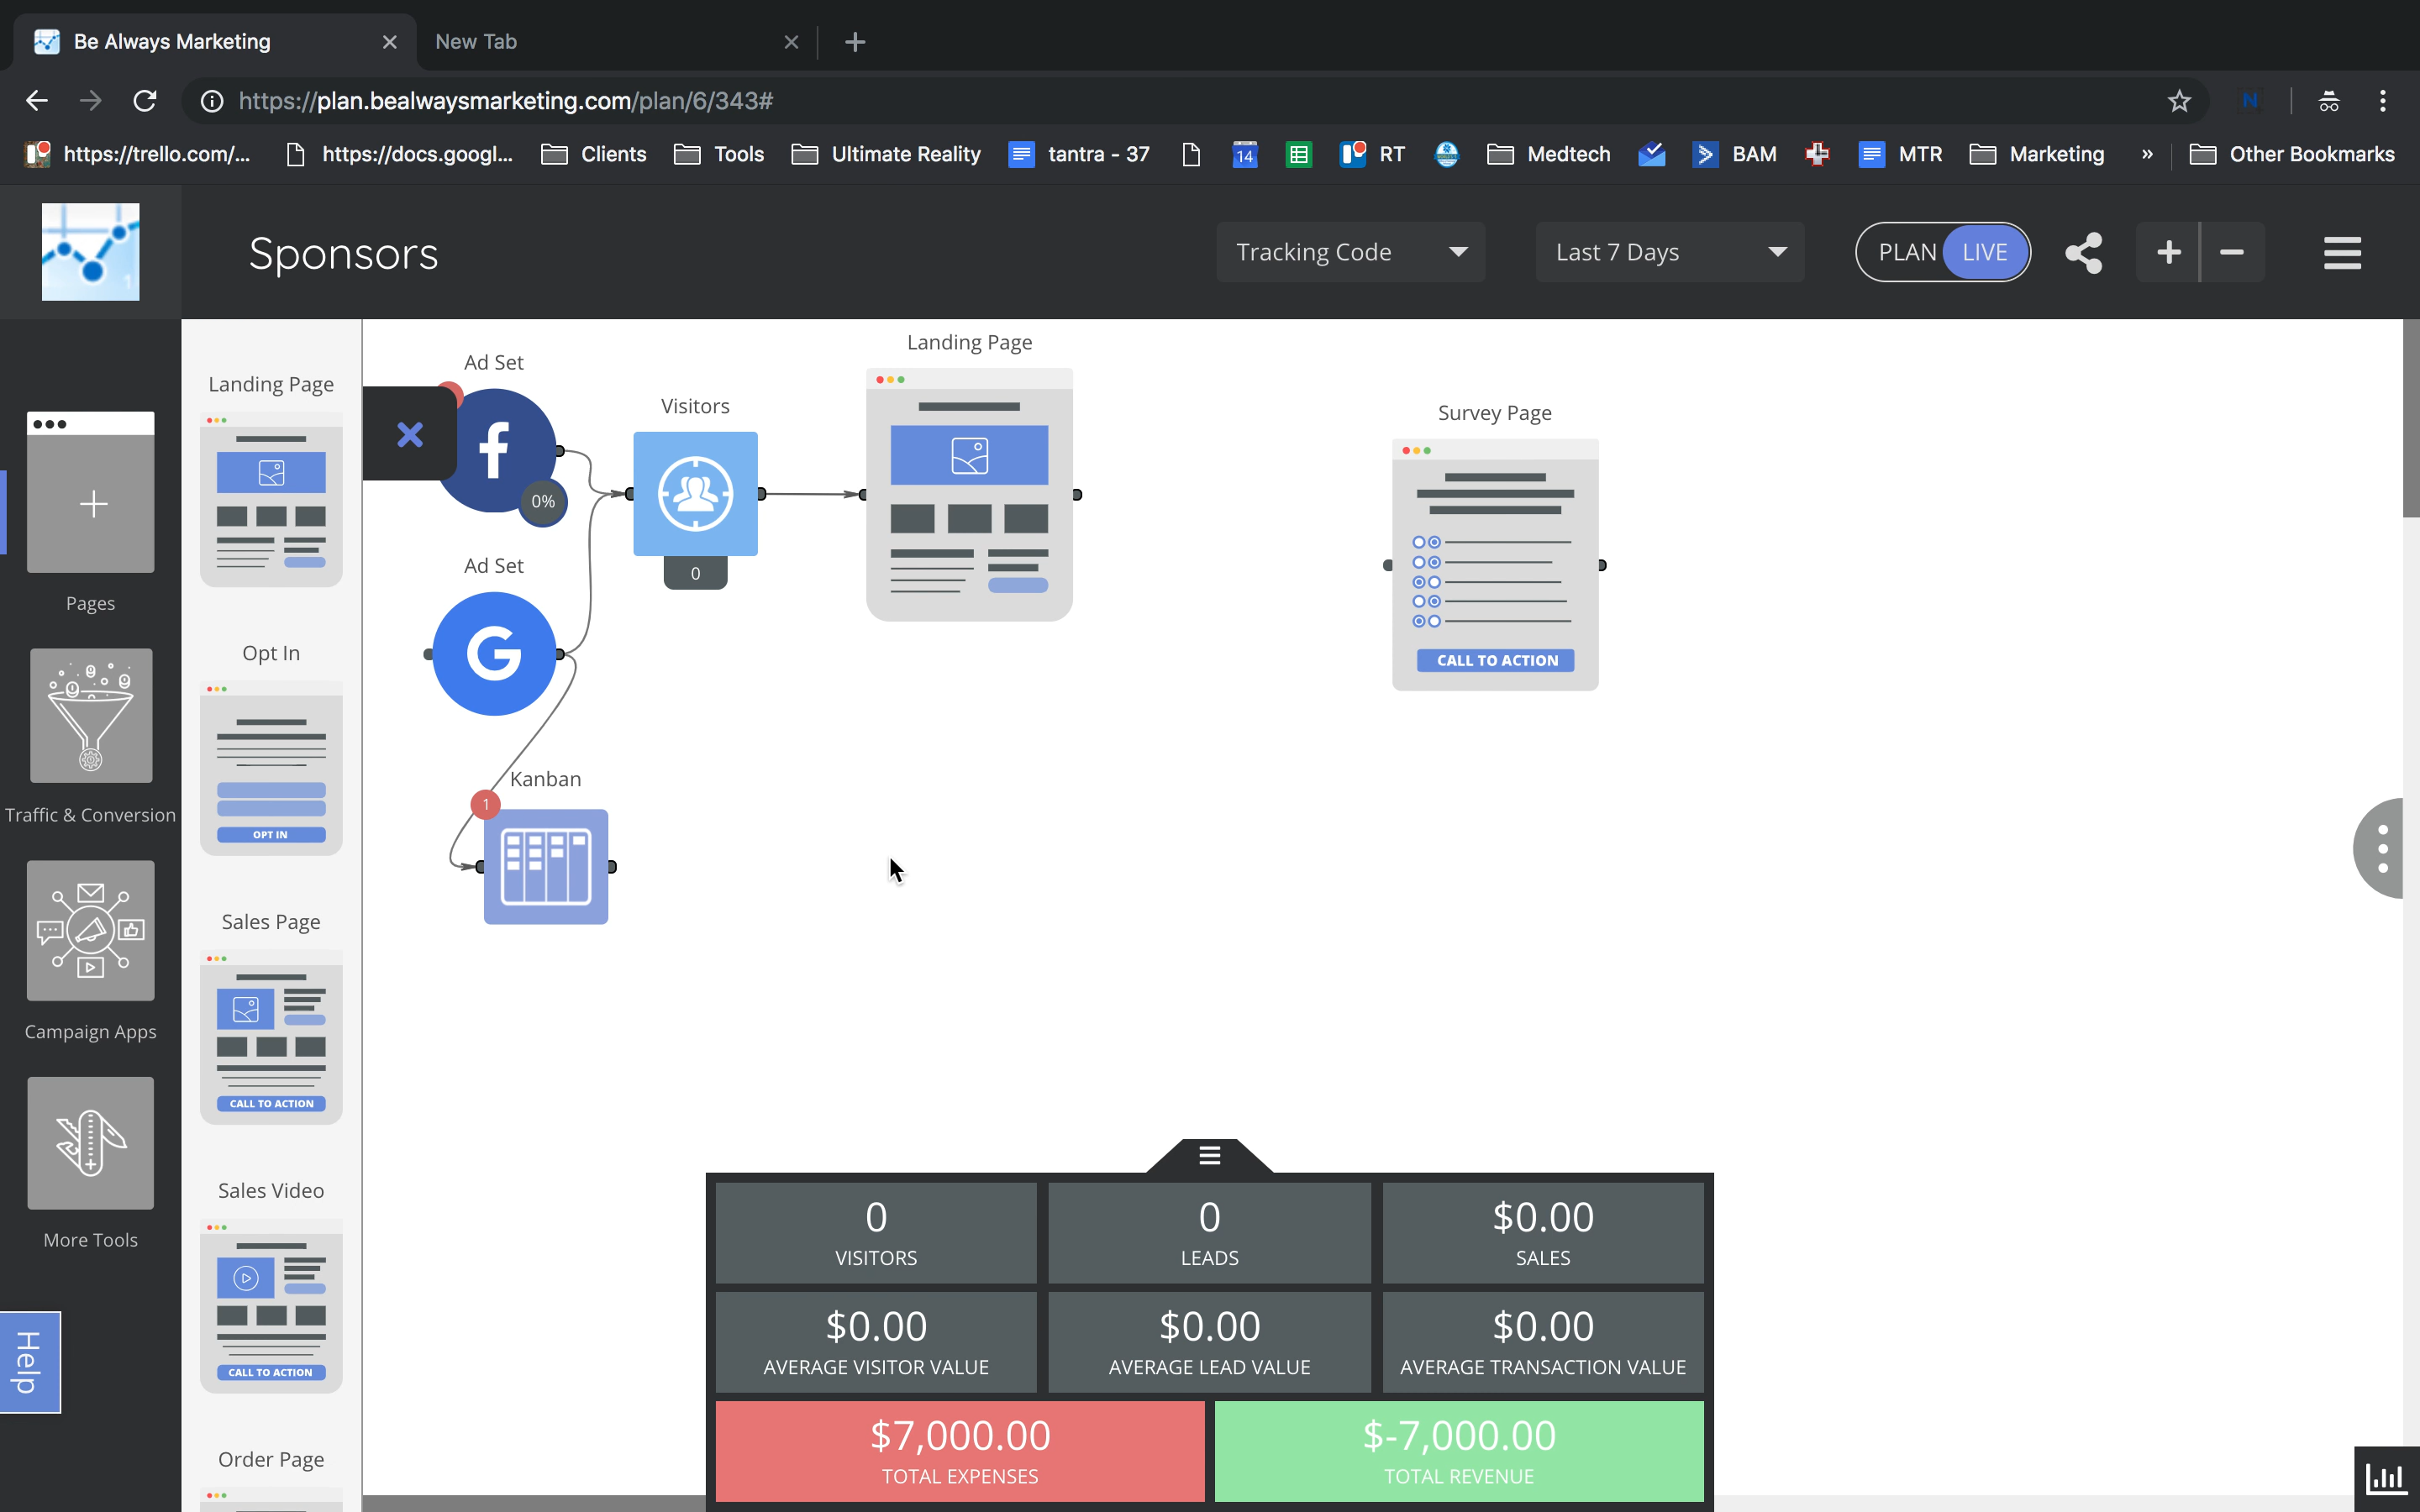 Be Always Marketing
New Tab
https://plan.bealwaysmarketing.com/plan/6/343#
N
https://trello.com/...
https://docs.googl...
Clients
Tools
Ultimate Reality
tantra - 37
14
RT
Medtech
BAM
MTR
Marketing
»
Other Bookmarks
Sponsors
Tracking Code
Last 7 Days
PLAN
LIVE
Pages
Traffic & Conversion
Campaign Apps
More Tools
Help
Landing Page
Opt In
OPT IN
Sales Page
CALL TO ACTION
Sales Video
CALL TO ACTION
Order Page
Ad Set
f
0%
Ad Set
G
Visitors
0
Landing Page
Survey Page
CALL TO ACTION
Kanban
1
0
VISITORS
0
LEADS
$0.00
SALES
$0.00
AVERAGE VISITOR VALUE
$0.00
AVERAGE LEAD VALUE
$0.00
AVERAGE TRANSACTION VALUE
$7,000.00
TOTAL EXPENSES
$-7,000.00
TOTAL REVENUE